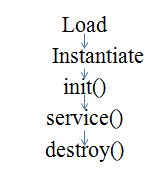 Load
Instantiate
init()
service()
destroy()